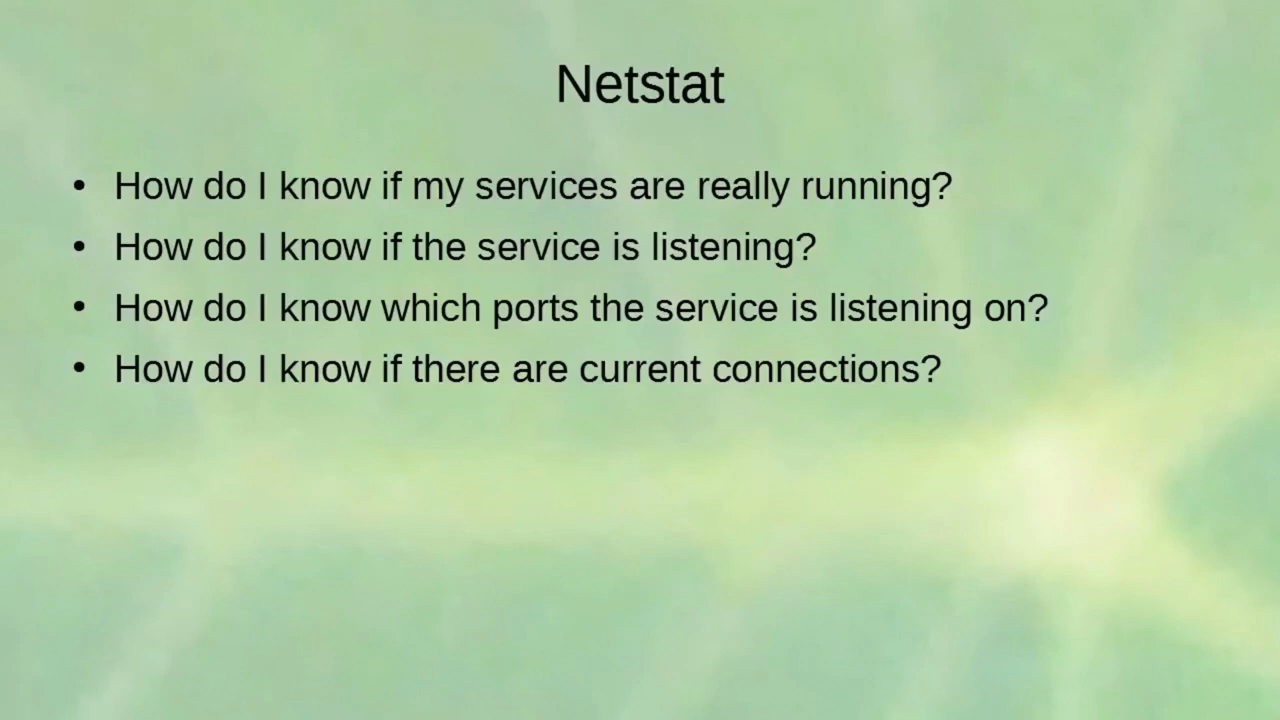 Netstat
• How do I know if my services are really running?
• How do I know if the service is listening?
• How do I know which ports the service is listening on?
• How do I know if there are current connections?